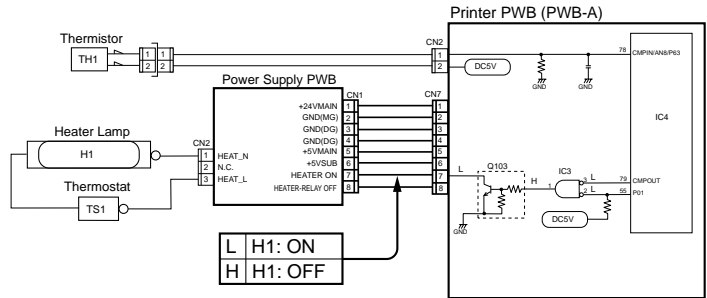 Printer PWB (PWB-A)
Thermistor
TH1
1 1
2 2
CN2
1
2
DC5V
GND
GND
78 CMPIN/AN8/P63
IC4
Power Supply PWB
CN1
CN7
+24VMAIN 1 1
GND(MG) 2 2
GND(DG) 3 3
GND(DG) 4 4
+5VMAIN 5 5
+5VSUB 6 6
HEATER ON 7 7
HEATER-RELAY OFF 8 8
Heater Lamp
H1
CN2
1 HEAT_N
2 N.C.
3 HEAT_L
Thermostat
TS1
L
Q103
H
1
IC3
3 L
2 L
79 CMPOUT
55 P01
DC5V
GND
L H1: ON
H H1: OFF